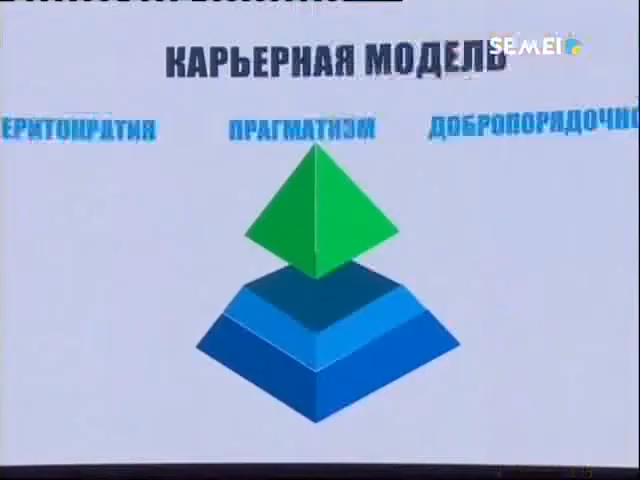 SEMEI
КАРЬЕРНАЯ МОДЕЛЬ
ЕРИТОКРАТИЯ ПРАГМАТИЗМ ДОБРОПОРЯДОЧНО